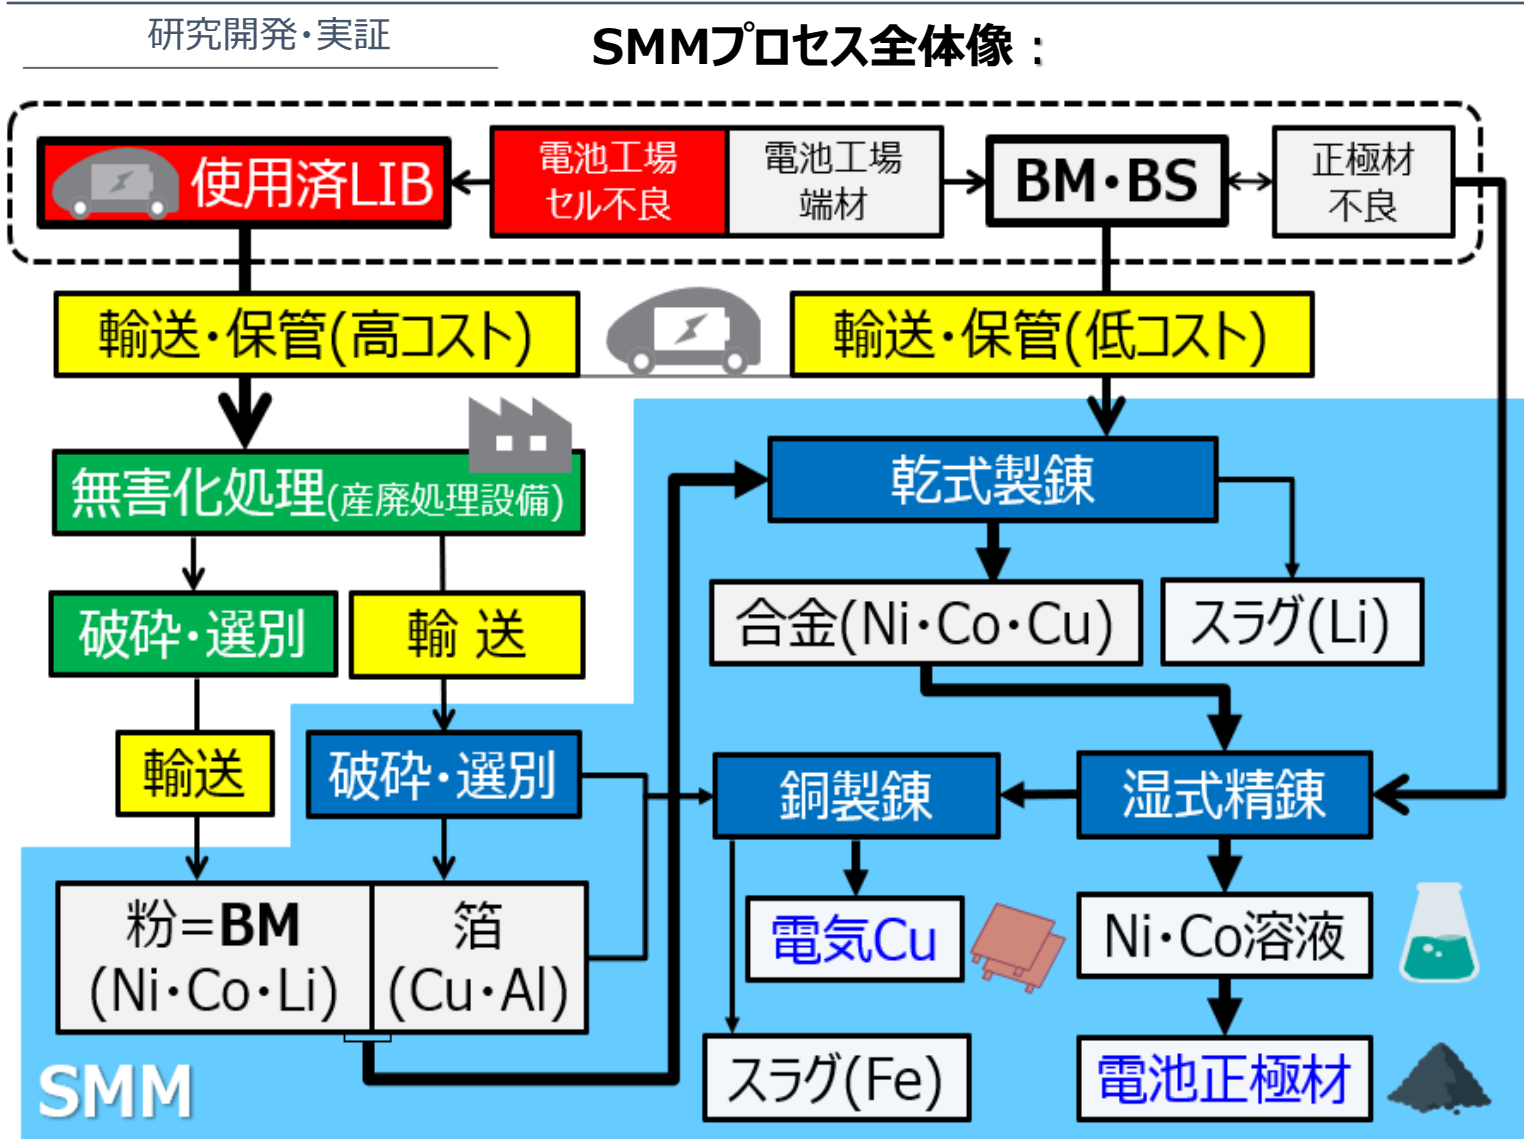 研究開発・実証
SMMプロセス全体像：
使用済LIB
電池工場
セル不良
電池工場
端材
BM・BS
正極材
不良
輸送・保管(高コスト)
輸送・保管(低コスト)
無害化処理(産廃処理設備)
乾式製錬
破砕・選別
輸 送
合金(Ni・Co・Cu)
スラグ(Li)
輸送
破砕・選別
銅製錬
湿式精錬
粉=BM
(Ni・Co・Li)
箔
(Cu・Al)
電気Cu
Ni・Co溶液
スラグ(Fe)
電池正極材
SMM